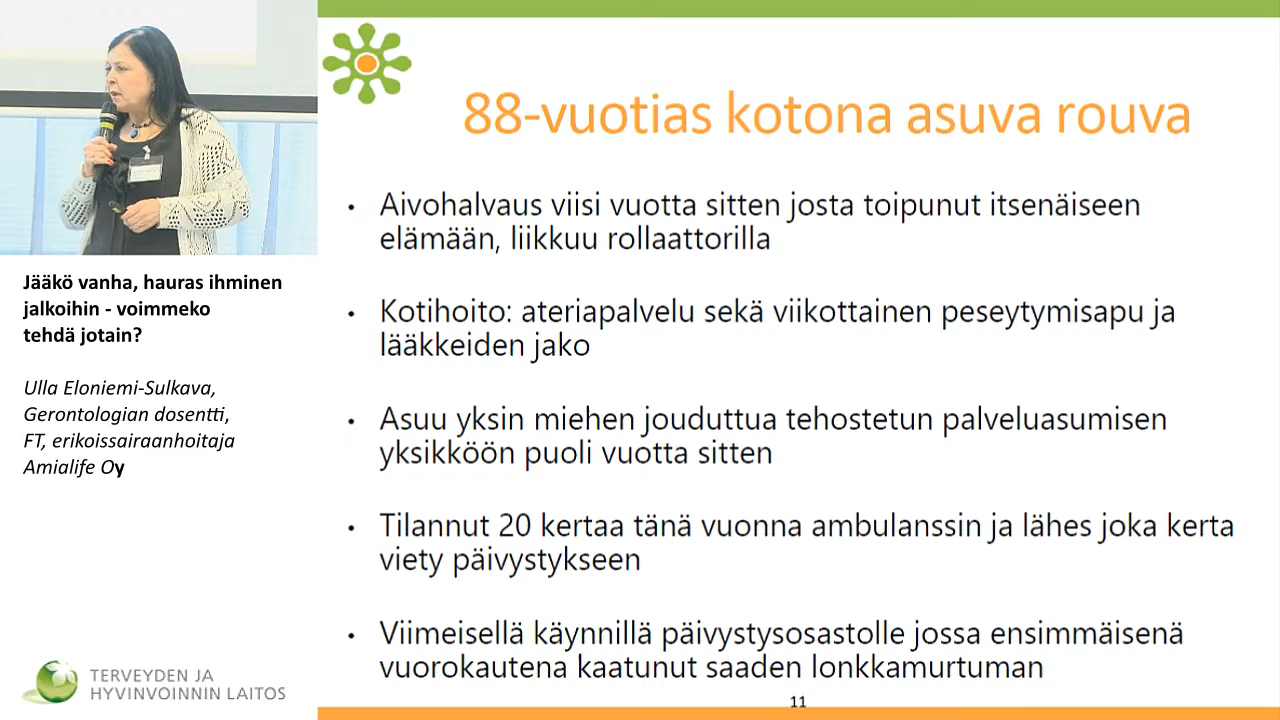 88-vuotias kotona asuva rouva
• Aivohalvaus viisi vuotta sitten josta toipunut itsenäiseen
elämään, liikkuu rollaattorilla
• Kotihoito: ateriapalvelu sekä viikottainen peseytymisapu ja
lääkkeiden jako
• Asuu yksin miehen jouduttua tehostetun palveluasumisen
yksikköön puoli vuotta sitten
• Tilannut 20 kertaa tänä vuonna ambulanssin ja lähes joka kerta
viety päivystykseen
• Viimeisellä käynnillä päivystysosastolle jossa ensimmäisenä
vuorokautena kaatunut saaden lonkkamurtuman
11
Jääkö vanha, hauras ihminen
jalkoihin - voimmeko
tehdä jotain?
Ulla Eloniemi-Sulkava,
Gerontologian dosentti,
FT, erikoissairaanhoitaja
Amialife Oy
TERVEYDEN JA
HYVINVOINNIN LAITOS